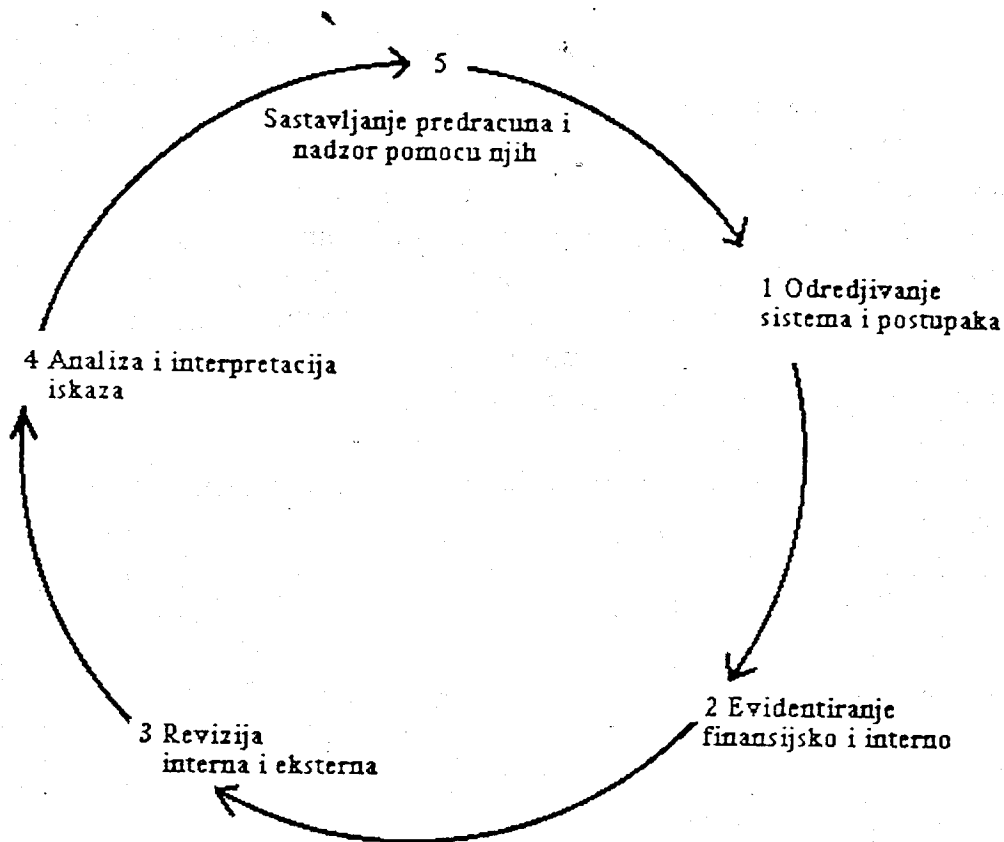 5
Sastavljanje predracuna i
nadzor pomocu njih
1 Odredjivanje
sistema i postupaka
2 Evidentiranje
finansijsko i interno
3 Revizija
interna i eksterna
4 Analiza i interpretacija
iskaza